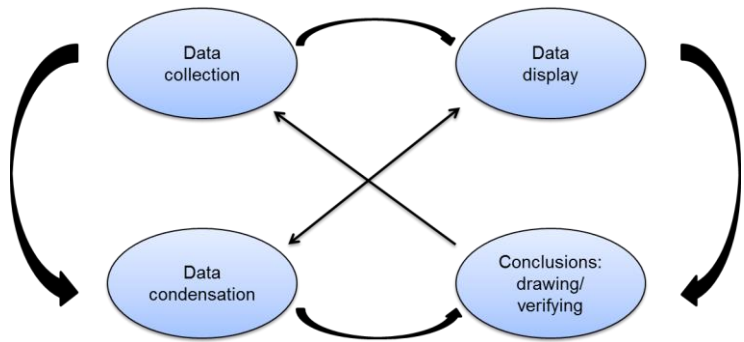 Data
collection
Data
display
Data
condensation
Conclusions:
drawing/
verifying